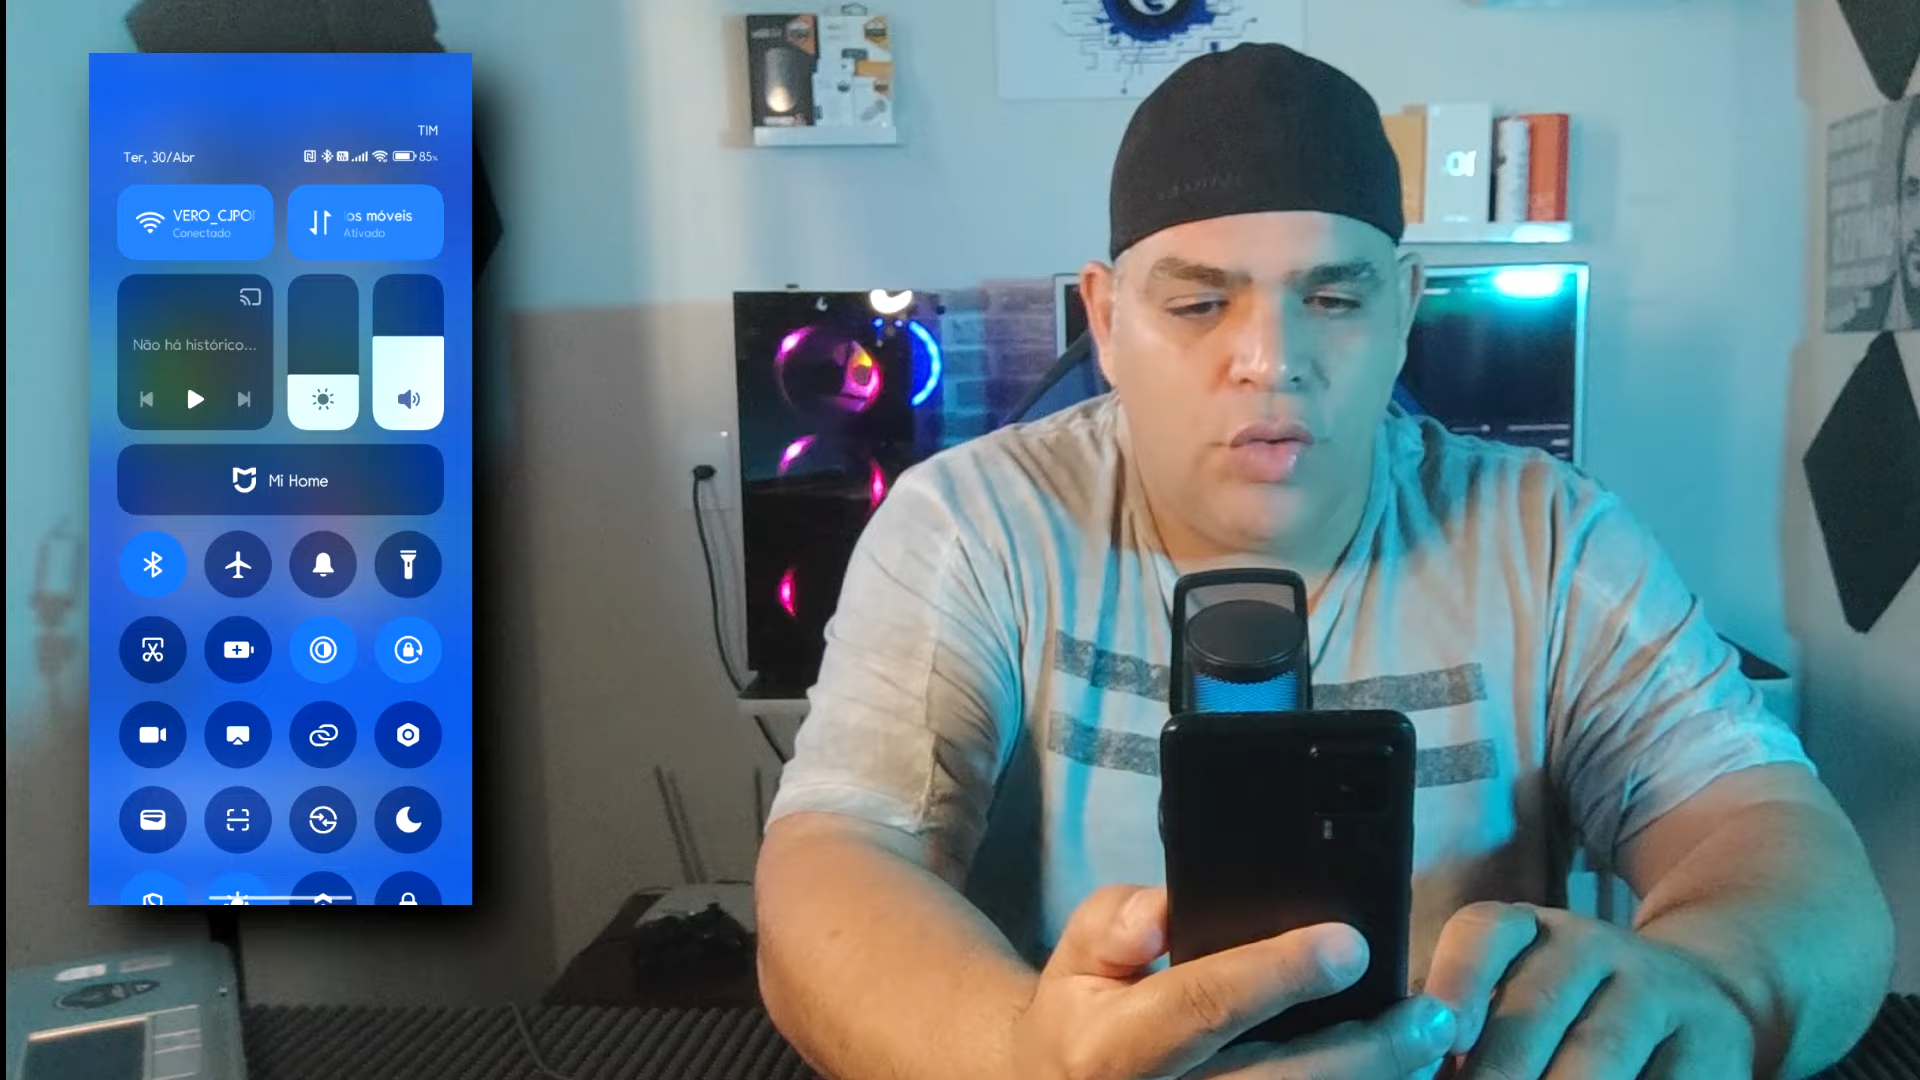 TIM
Ter, 30/Abr
85%
VERO_CJPO
Conectado
os móveis
Ativado
Não há histórico...
Mi Home